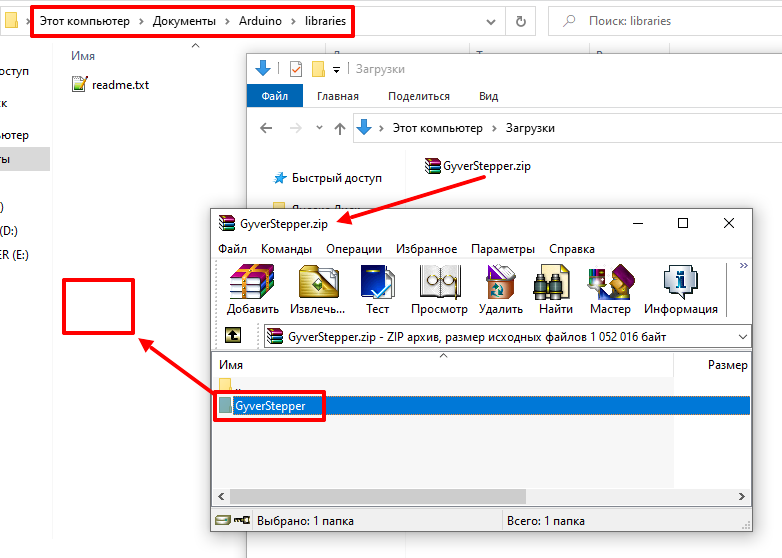 Этот компьютер > Документы > Arduino > libraries
Поиск: libraries
Имя
readme.txt
Загрузки
Файл Главная Поделиться Вид
Этот компьютер > Загрузки
Быстрый доступ
GyverStepper.zip
(D:)
(E:)
GyverStepper.zip
Файл Команды Операции Избранное Параметры Справка
Добавить Извлечь... Тест Просмотр Удалить Найти Мастер Информация
GyverStepper.zip - ZIP архив, размер исходных файлов 1 052 016 байт
Имя Размер
..
GyverStepper
Выбрано: 1 папка Всего: 1 папка